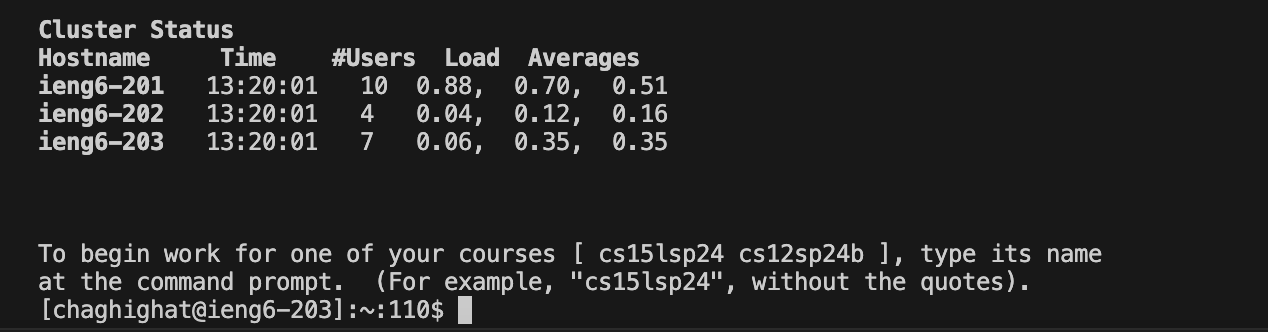 Cluster Status
Hostname     Time    #Users  Load  Averages
ieng6-201   13:20:01   10  0.88,  0.70,  0.51
ieng6-202   13:20:01   4   0.04,  0.12,  0.16
ieng6-203   13:20:01   7   0.06,  0.35,  0.35
To begin work for one of your courses [ cs15lsp24 cs12sp24b ], type its name
at the command prompt.  (For example, "cs15lsp24", without the quotes).
[chaghighat@ieng6-203]:~:110$